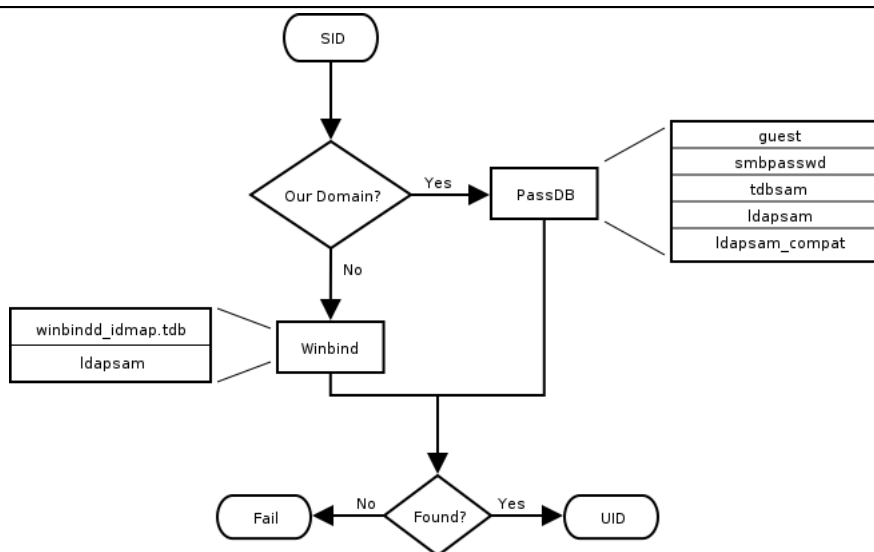 SID
guest
smbpasswd
tdbsam
ldapsam
ldapsam_compat
Our Domain?
Yes
PassDB
No
winbindd_idmap.tdb
ldapsam
Winbind
Fail
No
Found?
Yes
UID